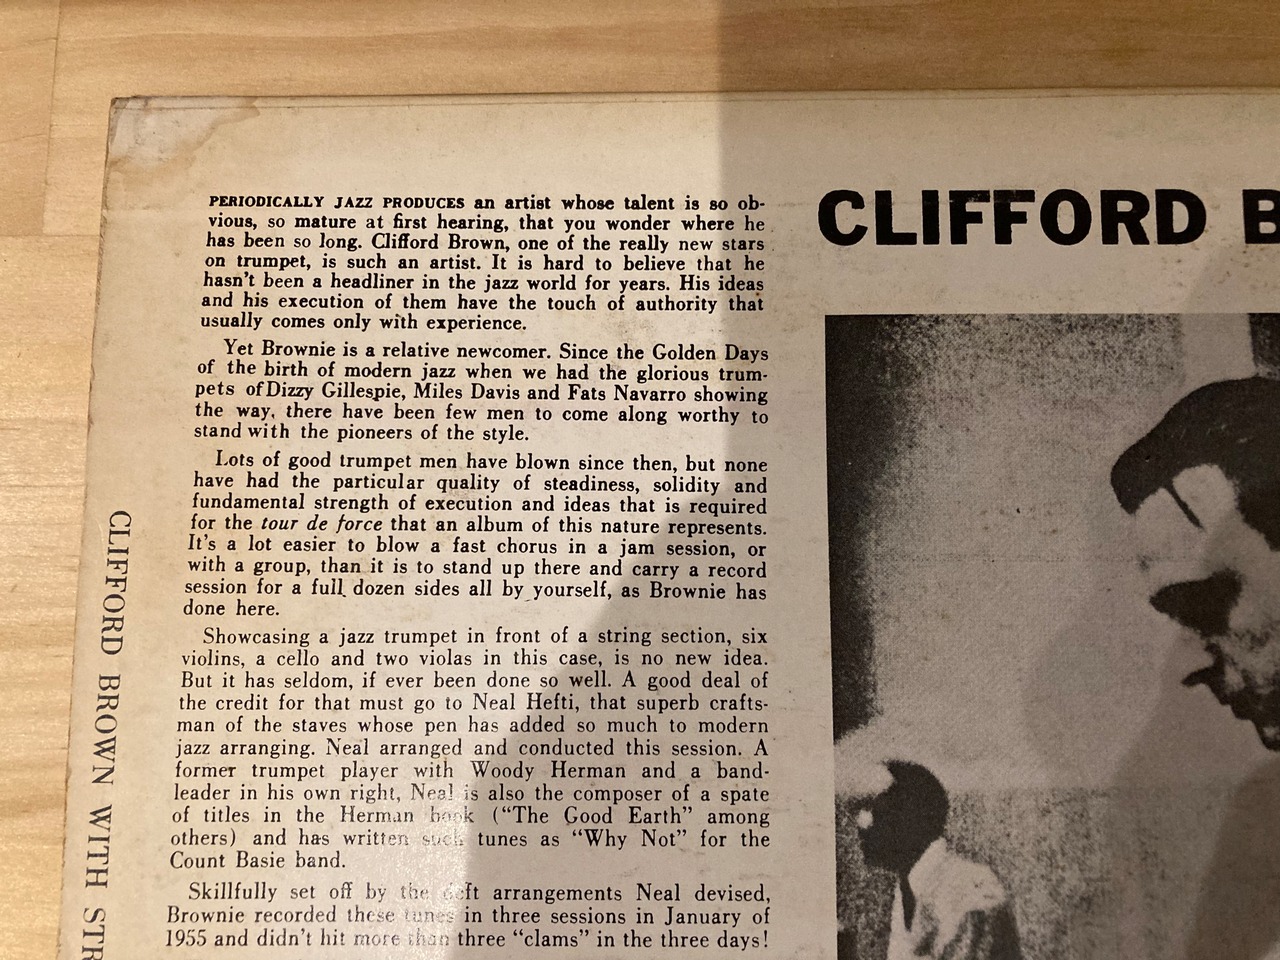 PERIODICALLY JAZZ PRODUCES an artist whose talent is so ob-
vious, so mature at first hearing, that you wonder where he
has been so long. Clifford Brown, one of the really new stars
on trumpet, is such an artist. It is hard to believe that he
hasn't been a headliner in the jazz world for years. His ideas
and his execution of them have the touch of authority that
usually comes only with experience.
Yet Brownie is a relative newcomer. Since the Golden Days
of the birth of modern jazz when we had the glorious trum-
pets of Dizzy Gillespie, Miles Davis and Fats Navarro showing
the way, there have been few men to come along worthy to
stand with the pioneers of the style.
Lots of good trumpet men have blown since then, but none
have had the particular quality of steadiness, solidity and
fundamental strength of execution and ideas that is required
for the tour de force that an album of this nature represents.
It's a lot easier to blow a fast chorus in a jam session, or
with a group, than it is to stand up there and carry a record
session for a full dozen sides all by yourself, as Brownie has
done here.
Showcasing a jazz trumpet in front of a string section, six
violins, a cello and two violas in this case, is no new idea.
But it has seldom, if ever been done so well. A good deal of
the credit for that must go to Neal Hefti, that superb crafts-
man of the staves whose pen has added so much to modern
jazz arranging. Neal arranged and conducted this session. A
former trumpet player with Woody Herman and a band-
leader in his own right, Neal is also the composer of a spate
of titles in the Herman book ("The Good Earth" among
others) and has written such tunes as "Why Not" for the
Count Basie band.
Skillfully set off by the deft arrangements Neal devised,
Brownie recorded these tunes in three sessions in January of
1955 and didn't hit more than three "clams" in the three days!
CLIFFORD B
CLIFFORD BROWN WITH STR